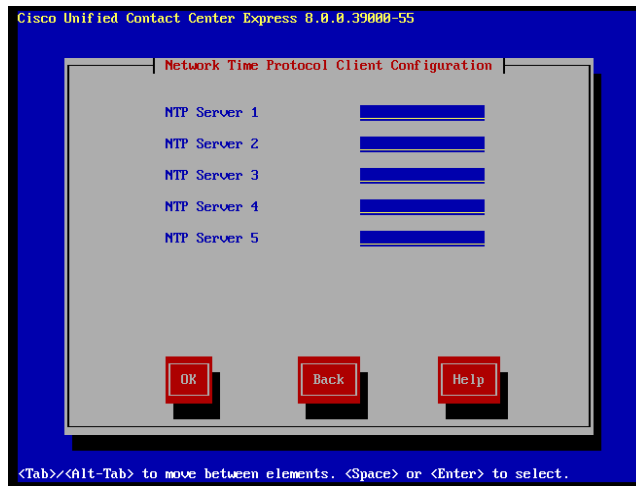 Cisco Unified Contact Center Express 8.0.0.39000-55
Network Time Protocol Client Configuration
NTP Server 1
NTP Server 2
NTP Server 3
NTP Server 4
NTP Server 5
OK Back Help
<Tab>/<Alt-Tab> to move between elements. <Space> or <Enter> to select.